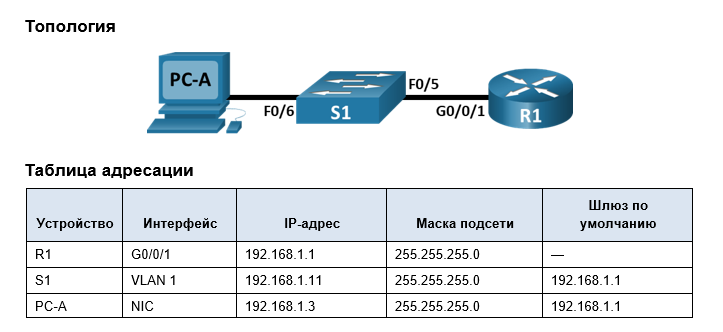 Топология
PC-A
F0/6
S1
F0/5
G0/0/1
R1
Таблица адресации
Устройство Интерфейс IP-адрес Маска подсети Шлюз по
умолчанию
R1 G0/0/1 192.168.1.1 255.255.255.0 —
S1 VLAN 1 192.168.1.11 255.255.255.0 192.168.1.1
PC-A NIC 192.168.1.3 255.255.255.0 192.168.1.1